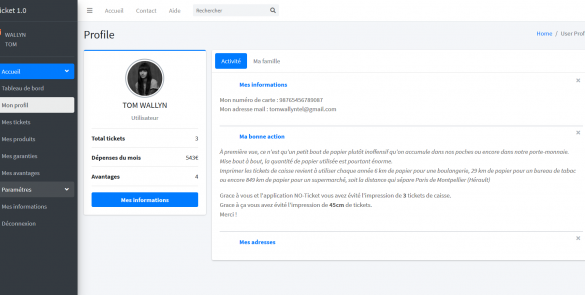 icket 1.0
Accueil Contact Aide Rechercher
WALLYN
TOM
Accueil
Tableau de bord
Mon profil
Mes tickets
Mes produits
Mes garanties
Mes avantages
Paramètres
Mes informations
Déconnexion
Profile
Home / User Prof
TOM WALLYN
Utilisateur
Total tickets 3
Dépenses du mois 543€
Avantages 4
Mes informations
Activité Ma famille
Mes informations
Mon numéro de carte : 98765456789087
Mon adresse mail : tomwallyntel@gmail.com
Ma bonne action
À première vue, ce n'est qu'un petit bout de papier plutôt inoffensif qu'on accumule dans nos poches ou encore dans notre porte-monnaie.
Mise bout à bout, la quantité de papier utilisée est pourtant énorme.
Imprimer les tickets de caisse revient à utiliser chaque année 6 km de papier pour une boulangerie, 29 km de papier pour un bureau de tabac
ou encore 849 km de papier pour un supermarché, soit la distance qui sépare Paris de Montpellier (Hérault)
Grace à vous et l'application NO-Ticket vous avez évité l'impression de 3 tickets de caisse.
Grace à ça vous avez évité l'impression de 45cm de tickets.
Merci !
Mes adresses